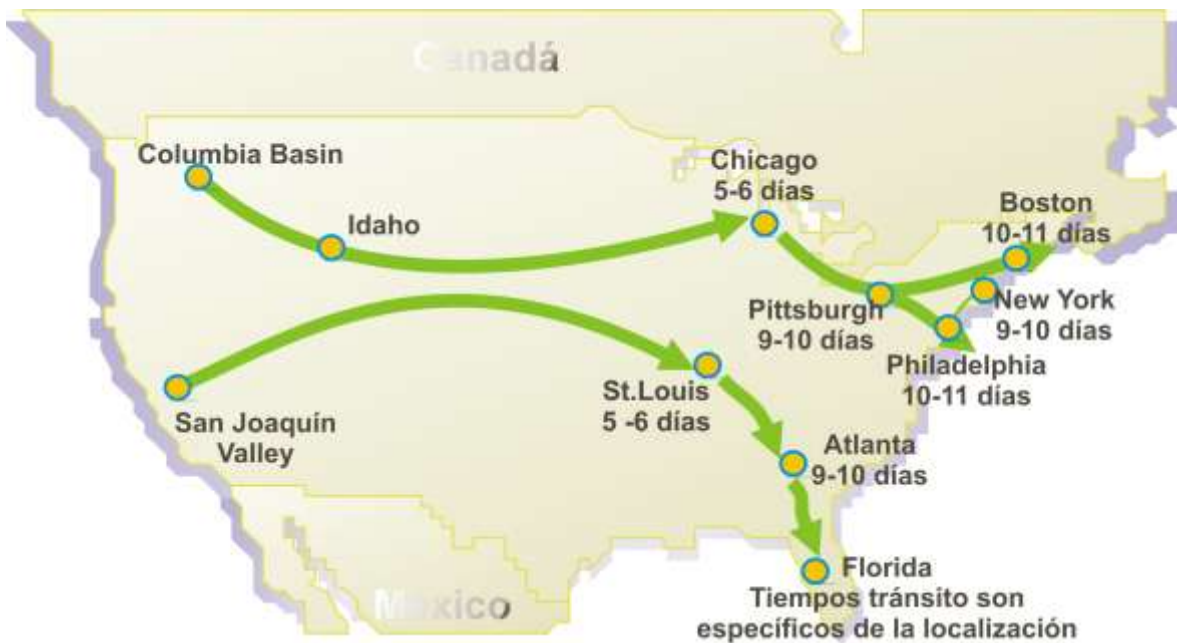 Canadá
Columbia Basin
Idaho
Chicago
5-6 días
Boston
10-11 días
Pittsburgh
9-10 días
New York
9-10 días
Philadelphia
10-11 días
San Joaquín
Valley
St.Louis
5 -6 días
Atlanta
9-10 días
Florida
Tiempos tránsito son
específicos de la localización
México